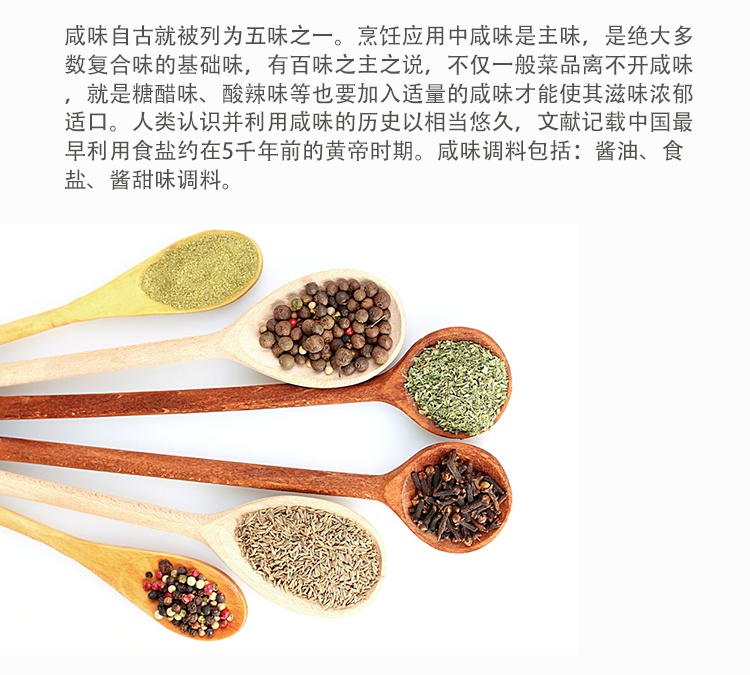 咸味自古就被列为五味之一。烹饪应用中咸味是主味，是绝大多
数复合味的基础味，有百味之主之说，不仅一般菜品离不开咸味
，就是糖醋味、酸辣味等也要加入适量的咸味才能使其滋味浓郁
适口。人类认识并利用咸味的历史以相当悠久，文献记载中国最
早利用食盐约在5千年前的黄帝时期。咸味调料包括：酱油、食
盐、酱甜味调料。